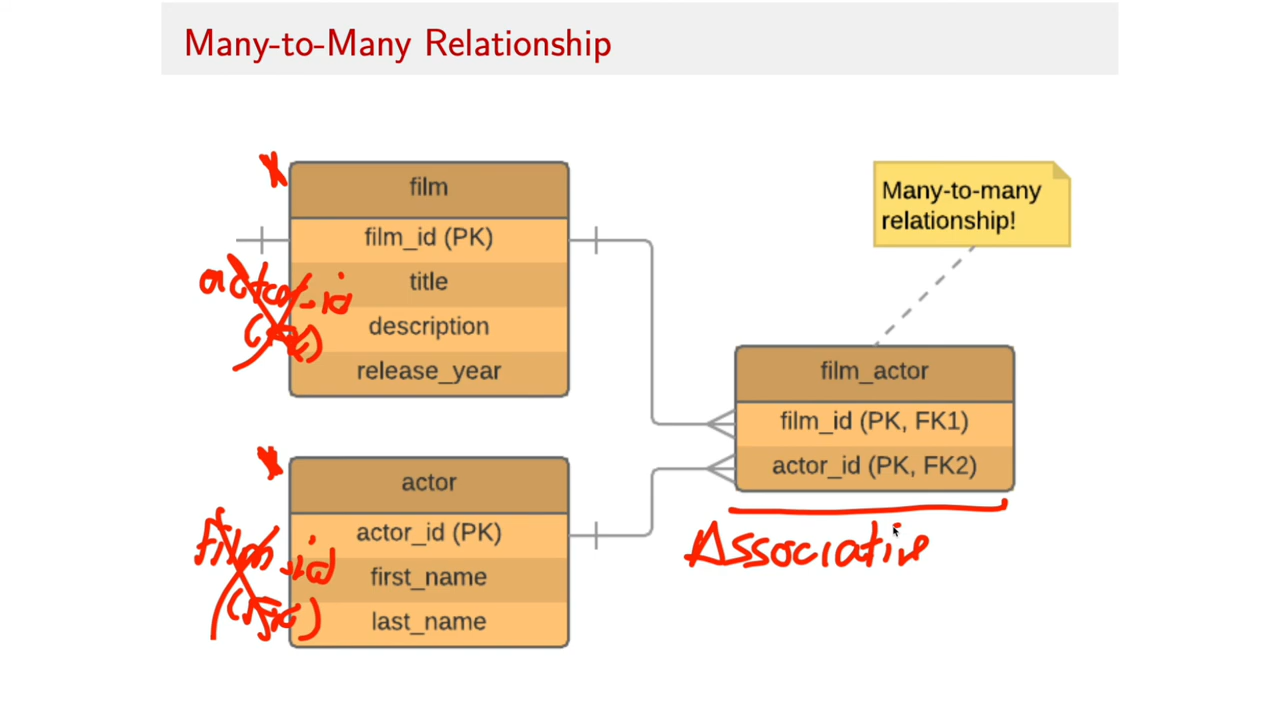 Many-to-Many Relationship
film
film_id (PK)
title
description
release_year
actor_id
(FK)
Many-to-many
relationship!
film_actor
film_id (PK, FK1)
actor_id (PK, FK2)
Associative
actor
actor_id (PK)
first_name
last_name
film_id
(FK)